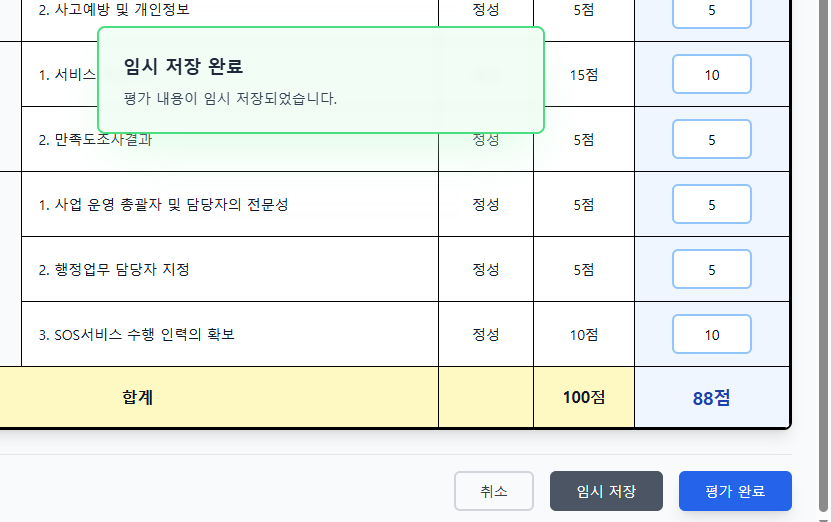 2. 사고예방 및 개인정보 정성 5점 5
임시 저장 완료
평가 내용이 임시 저장되었습니다.
1. 서비스 15점 10
2. 만족도조사결과 정성 5점 5
1. 사업 운영 총괄자 및 담당자의 전문성 정성 5점 5
2. 행정업무 담당자 지정 정성 5점 5
3. SOS서비스 수행 인력의 확보 정성 10점 10
합계 100점 88점
취소 임시 저장 평가 완료